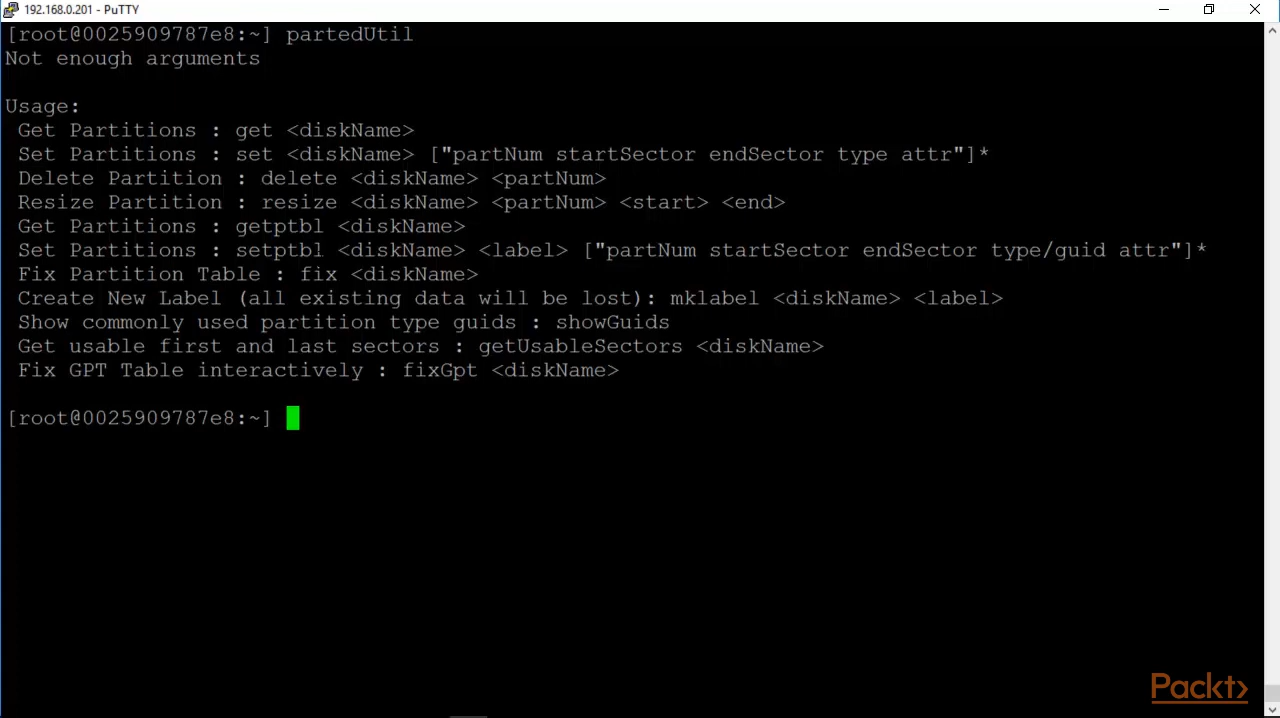 192.168.0.201 - PuTTY
[root@0025909787e8:~] partedUtil
Not enough arguments
Usage:
Get Partitions : get <diskName>
Set Partitions : set <diskName> ["partNum startSector endSector type attr"]*
Delete Partition : delete <diskName> <partNum>
Resize Partition : resize <diskName> <partNum> <start> <end>
Get Partitions : getptbl <diskName>
Set Partitions : setptbl <diskName> <label> ["partNum startSector endSector type/guid attr"]*
Fix Partition Table : fix <diskName>
Create New Label (all existing data will be lost): mklabel <diskName> <label>
Show commonly used partition type guids : showGuids
Get usable first and last sectors : getUsableSectors <diskName>
Fix GPT Table interactively : fixGpt <diskName>
[root@0025909787e8:~]
Packt>